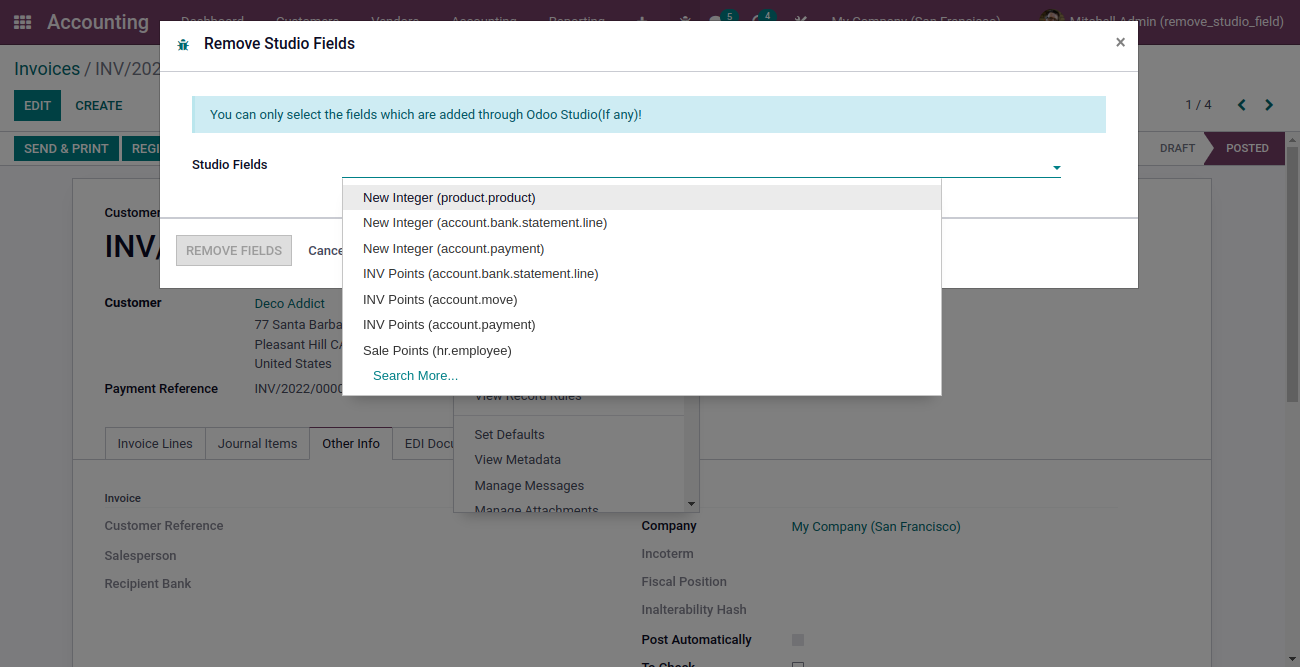 Accounting
Dashboard Customers Vendors Accounting Reporting
5
4
My Company (San Francisco)
Mitchell Admin (remove_studio_field)
Remove Studio Fields
×
Invoices / INV/202
EDIT
CREATE
1 / 4
You can only select the fields which are added through Odoo Studio(If any)!
SEND & PRINT
REGI
DRAFT
POSTED
Studio Fields
New Integer (product.product)
New Integer (account.bank.statement.line)
New Integer (account.payment)
INV Points (account.bank.statement.line)
INV Points (account.move)
INV Points (account.payment)
Sale Points (hr.employee)
Search More...
Customer
INV/
REMOVE FIELDS
Cance
Customer
Deco Addict
77 Santa Barba
Pleasant Hill CA
United States
Payment Reference
INV/2022/0000
View Record Rules
Set Defaults
View Metadata
Manage Messages
Manage Attachments
Invoice Lines
Journal Items
Other Info
EDI Docu
Invoice
Customer Reference
Salesperson
Recipient Bank
Company
My Company (San Francisco)
Incoterm
Fiscal Position
Inalterability Hash
Post Automatically
To Check